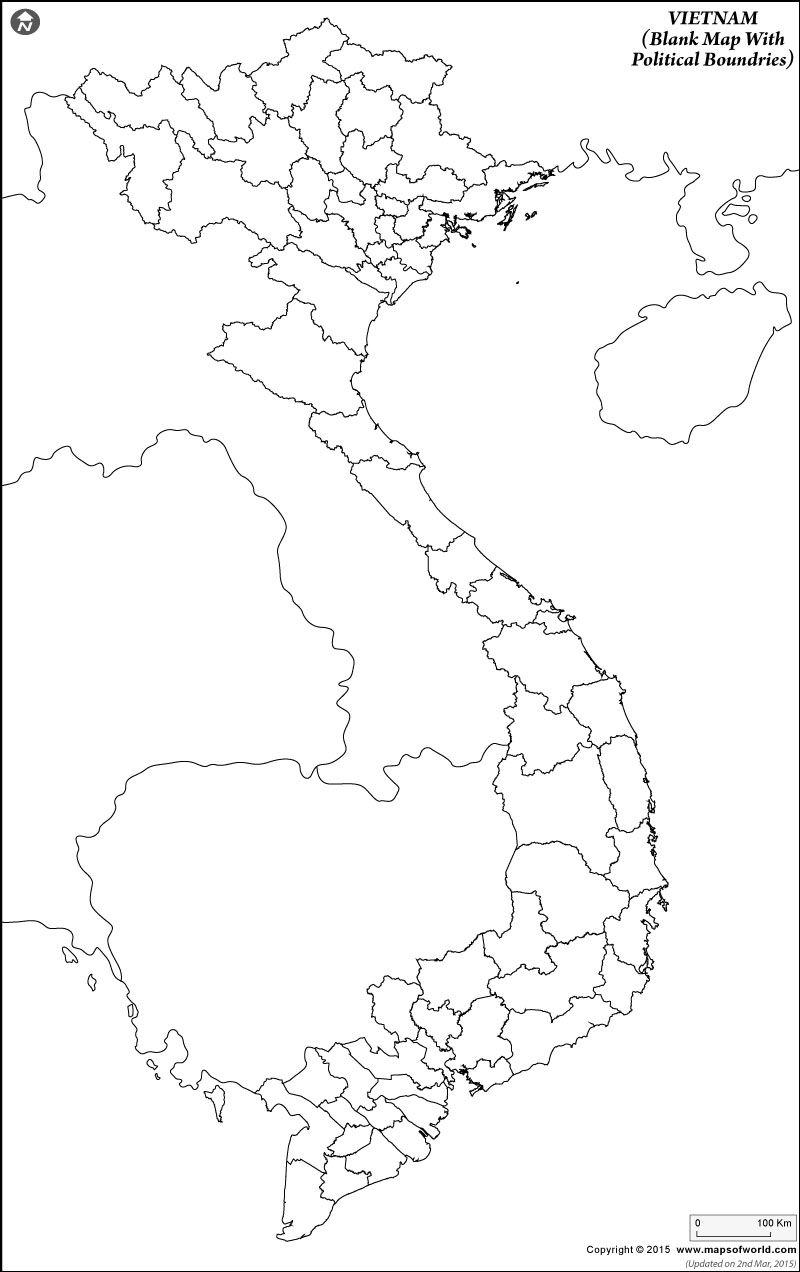 N
VIETNAM
(Blank Map With
Political Boundries)
0 100 Km
Copyright © 2015 www.mapsofworld.com
(Updated on 2nd Mar, 2015)